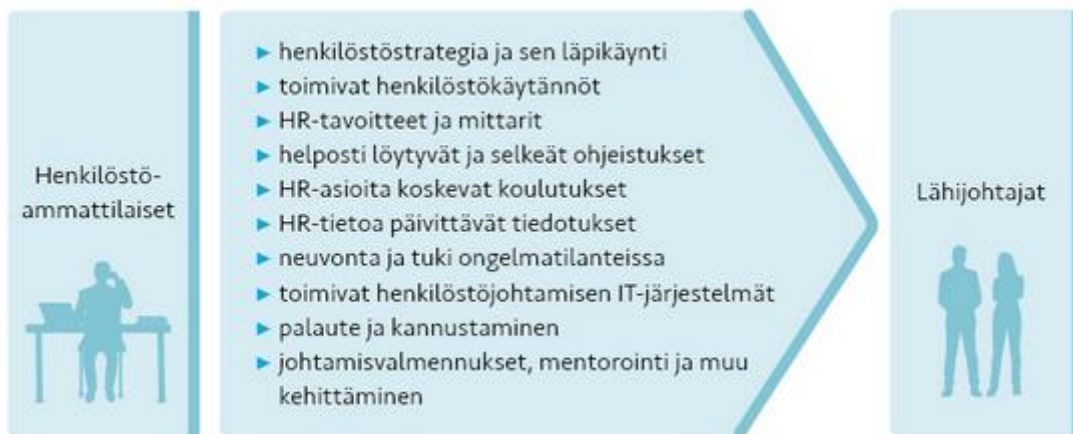 Henkilöstö-
ammattilaiset
► henkilöstöstrategia ja sen läpikäynti
► toimivat henkilöstökäytännöt
► HR-tavoitteet ja mittarit
► helposti löytyvät ja selkeät ohjeistukset
► HR-asioita koskevat koulutukset
► HR-tietoa päivittävät tiedotukset
► neuvonta ja tuki ongelmatilanteissa
► toimivat henkilöstöjohtamisen IT-järjestelmät
► palaute ja kannustaminen
► johtamisvalmennukset, mentorointi ja muu
kehittäminen
Lähijohtajat